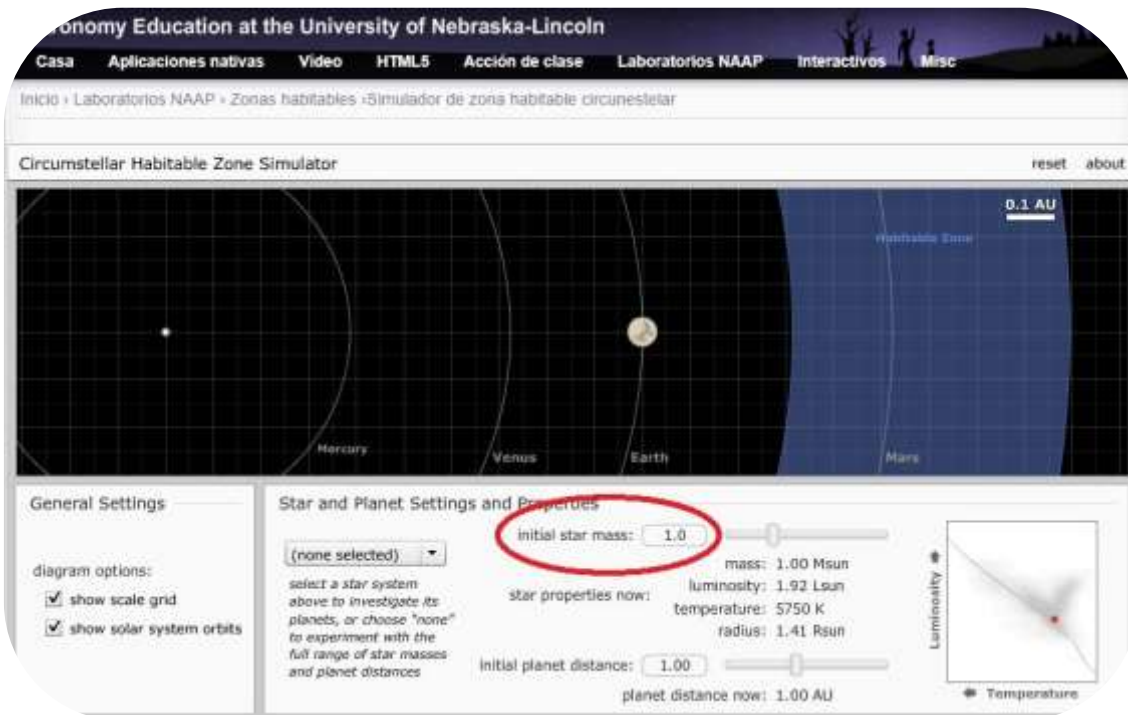 ronomy Education at the University of Nebraska-Lincoln
Casa Aplicaciones nativas Video HTML5 Acción de clase Laboratorios NAAP Interactivos Misc
Inicio › Laboratorios NAAP › Zonas habitables ›Simulador de zona habitable circunestelar
Circumstellar Habitable Zone Simulator reset about
0.1 AU
Habitable Zone
Mercury Venus Earth Mars
General Settings
diagram options:
show scale grid
show solar system orbits
Star and Planet Settings and Properties
(none selected)
select a star system
above to investigate its
planets, or choose "none"
to experiment with the
full range of star masses
and planet distances
initial star mass: 1.0
star properties now:
mass: 1.00 Msun
luminosity: 1.92 Lsun
temperature: 5750 K
radius: 1.41 Rsun
initial planet distance: 1.00
planet distance now: 1.00 AU
Luminosity
Temperature